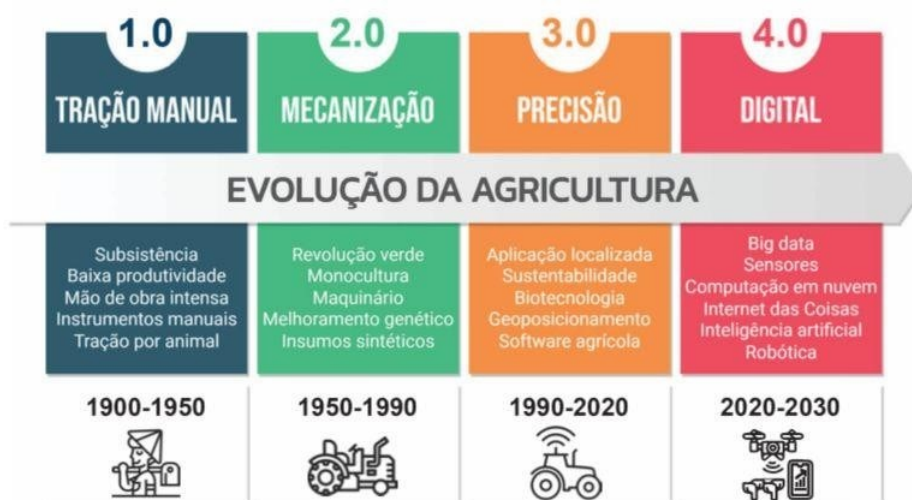 1.0
TRAÇÃO MANUAL
2.0
MECANIZAÇÃO
3.0
PRECISÃO
4.0
DIGITAL
EVOLUÇÃO DA AGRICULTURA
Subsistência
Baixa produtividade
Mão de obra intensa
Instrumentos manuais
Tração por animal
Revolução verde
Monocultura
Maquinário
Melhoramento genético
Insumos sintéticos
Aplicação localizada
Sustentabilidade
Biotecnologia
Geoposicionamento
Software agrícola
Big data
Sensores
Computação em nuvem
Internet das Coisas
Inteligência artificial
Robótica
1900-1950
1950-1990
1990-2020
2020-2030